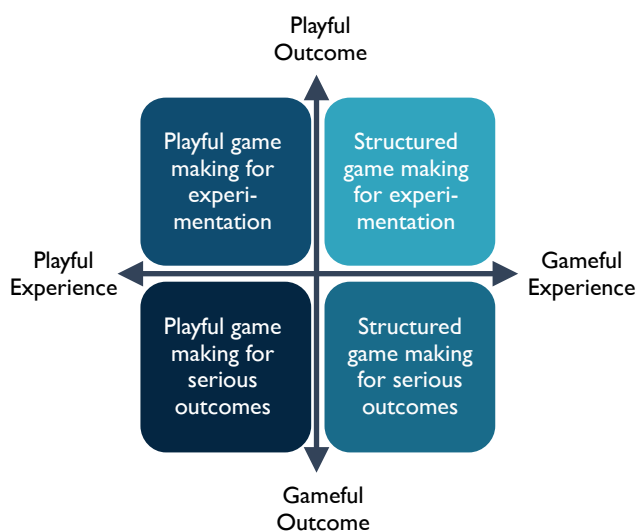 Playful
Outcome
Playful game
making for
experi-
mentation
Structured
game making
for experi-
mentation
Playful
Experience
Gameful
Experience
Playful game
making for
serious
outcomes
Structured
game making
for serious
outcomes
Gameful
Outcome